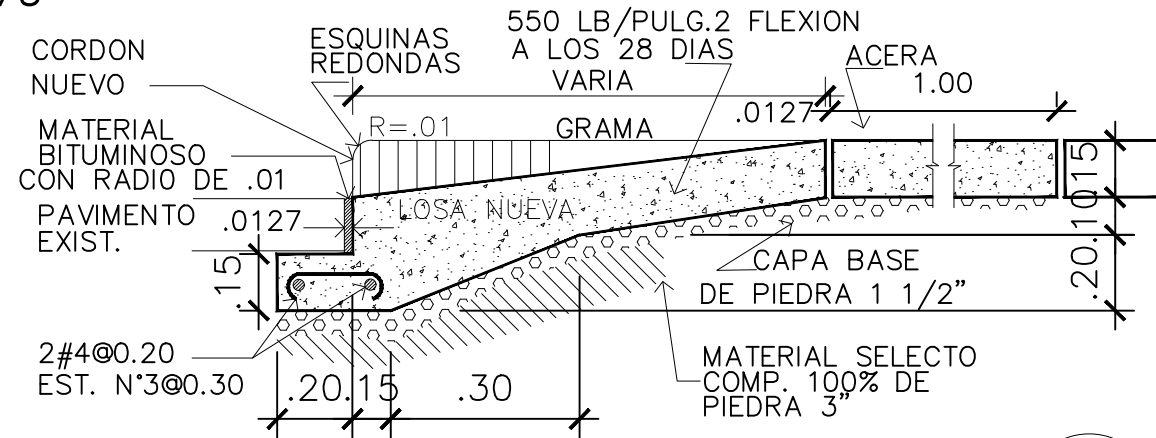 550 LB/PULG.2 FLEXION
A LOS 28 DIAS
CORDON
NUEVO
ESQUINAS
REDONDAS
VARIA
ACERA
1.00
MATERIAL
BITUMINOSO
CON RADIO DE .01
R=.01
GRAMA
.0127
.15
PAVIMENTO
EXIST.
.0127
LOSA NUEVA
.10
.20
.15
CAPA BASE
DE PIEDRA 1 1/2"
2#4@0.20
EST. N°3@0.30
.20
.15
.30
MATERIAL SELECTO
COMP. 100% DE
PIEDRA 3"